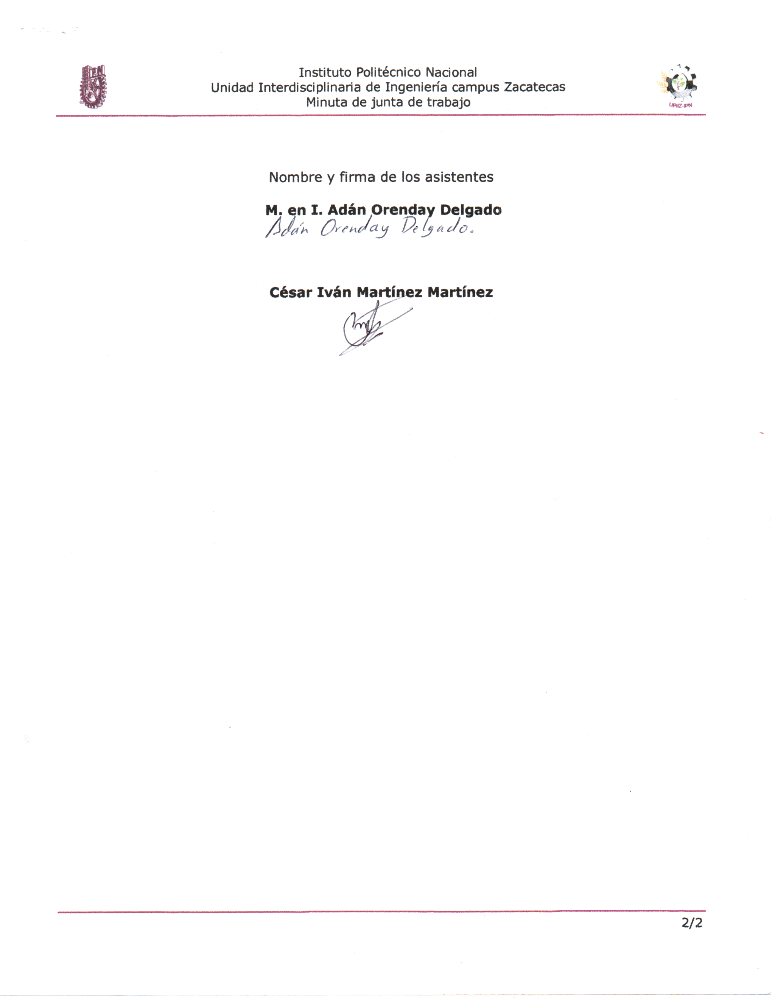 IPN
Instituto Politécnico Nacional
Unidad Interdisciplinaria de Ingeniería campus Zacatecas
Minuta de junta de trabajo
UPIIZ-IPN
Nombre y firma de los asistentes
M. en I. Adán Orenday Delgado
Adán Orenday Delgado.
César Iván Martínez Martínez
2/2